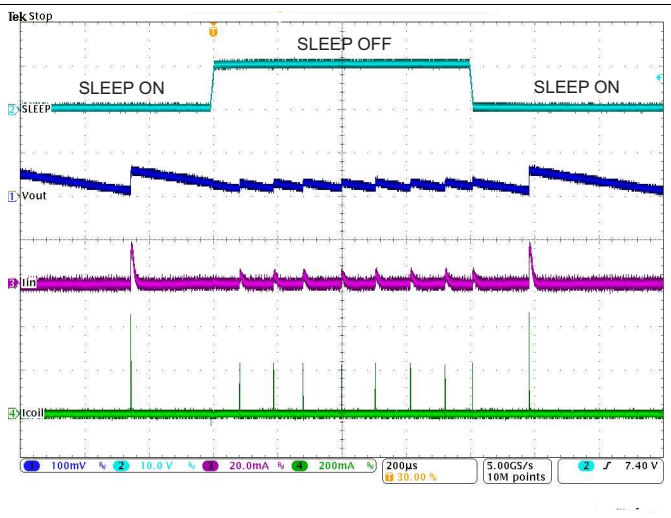 Tek Stop
T
SLEEP OFF
SLEEP ON
SLEEP ON
2 SLEEP
1 Vout
3 Iin
4 Icoil
1 100mV 2 10.0 V 3 20.0mA 4 200mA
200µs
T 30.00 %
5.00GS/s
10M points
2 7.40 V